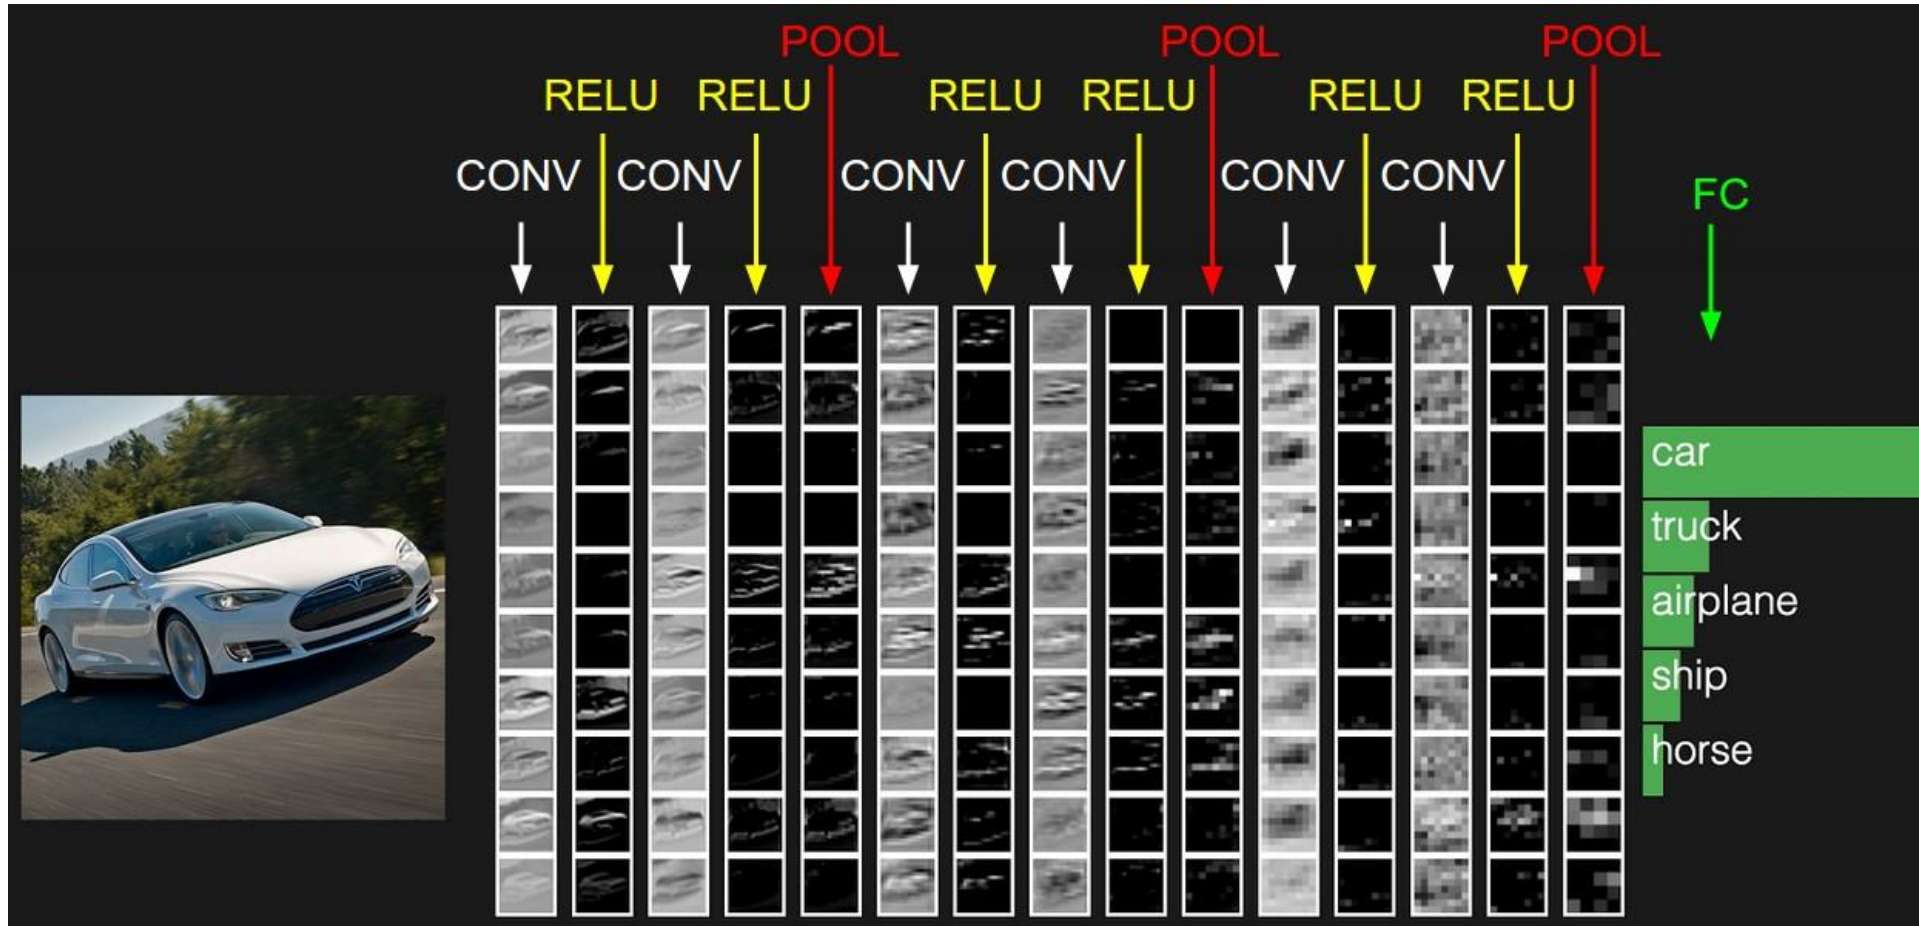 POOL POOL POOL
RELU RELU RELU RELU RELU RELU
CONV CONV CONV CONV CONV CONV
FC
car
truck
airplane
ship
horse